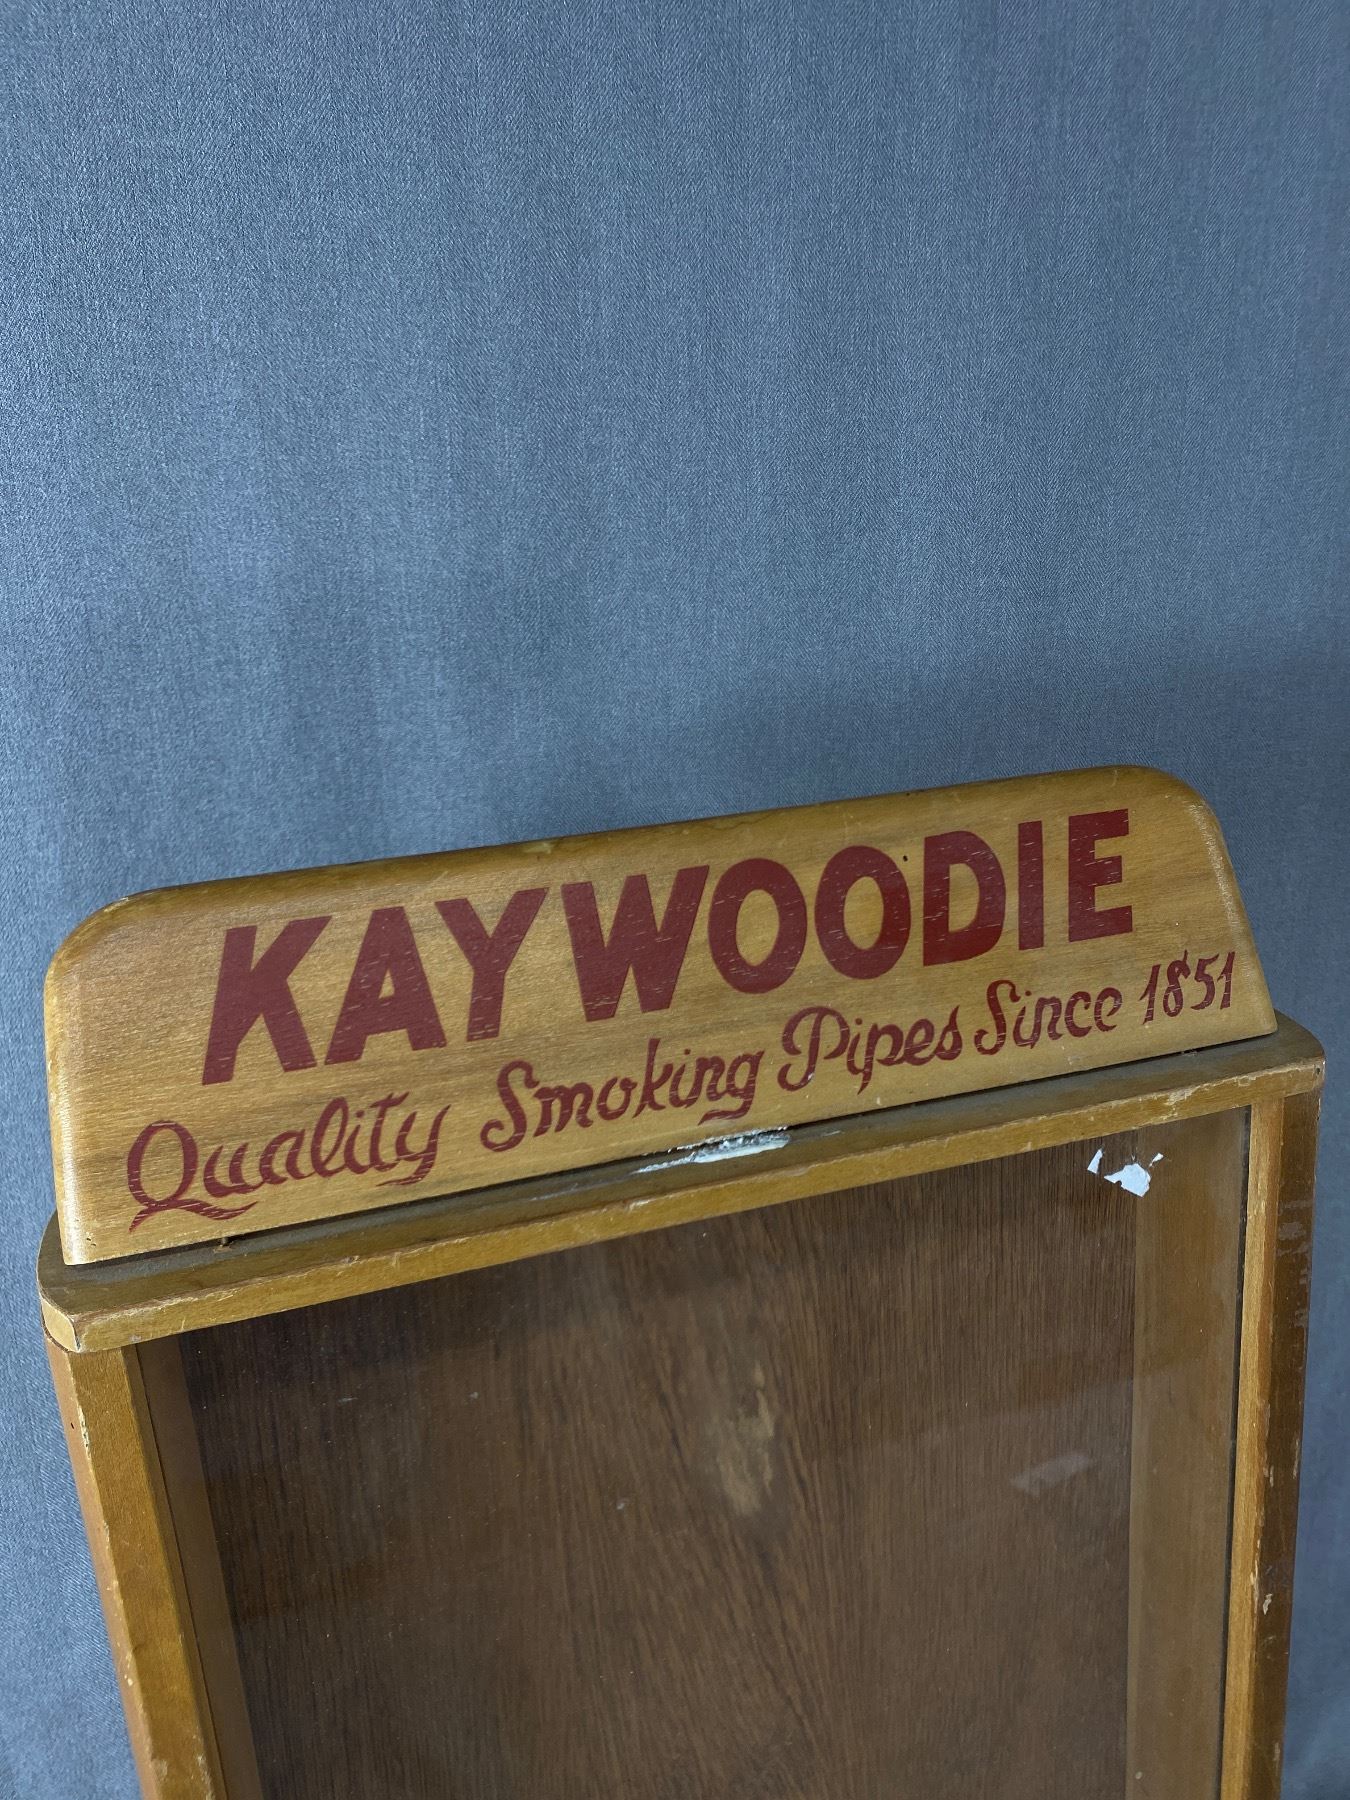 KAYWOODIE
Quality Smoking Pipes Since 1851